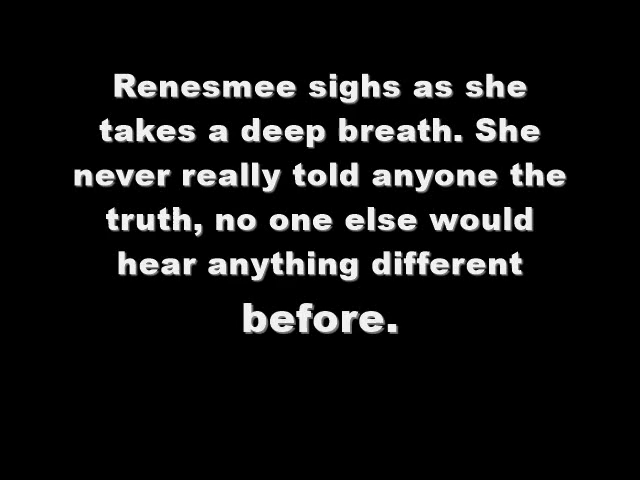 Renesmee sighs as she
takes a deep breath. She
never really told anyone the
truth, no one else would
hear anything different
before.